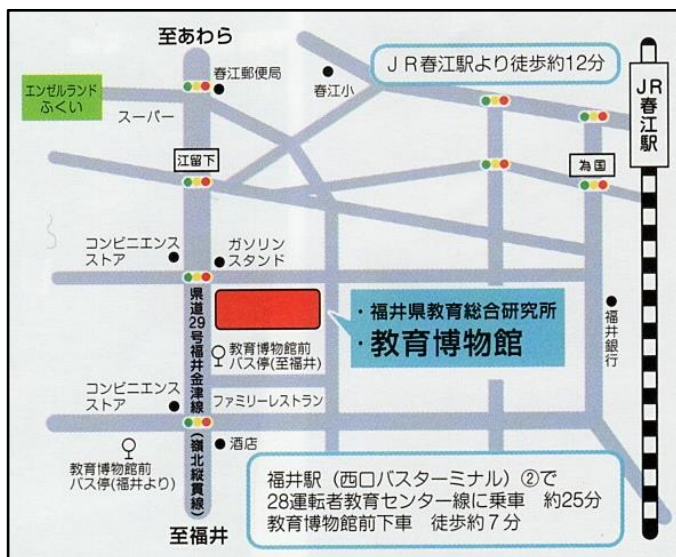 至あわら
春江郵便局
春江小
JR春江駅より徒歩約12分
JR春江駅
エンゼルランド
ふくい
スーパー
江留下
為国
コンビニエンス
ストア
ガソリン
スタンド
・福井県教育総合研究所
・教育博物館
県道29号福井金津線(嶺北縦貫線)
教育博物館前
バス停(至福井)
福井銀行
コンビニエンス
ストア
ファミリーレストラン
酒店
教育博物館前
バス停(福井より)
福井駅(西口バスターミナル)②で
28運転者教育センター線に乗車 約25分
教育博物館前下車 徒歩約7分
至福井